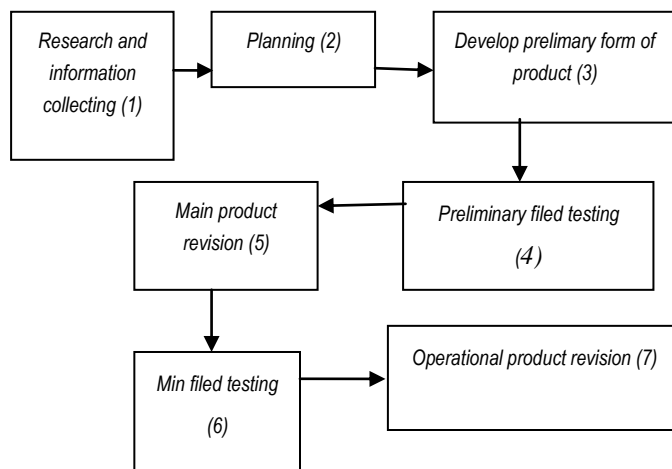 Research and
information
collecting (1)
Planning (2)
Develop prelimary form of
product (3)
Preliminary filed testing
(4)
Main product
revision (5)
Min filed testing
(6)
Operational product revision (7)